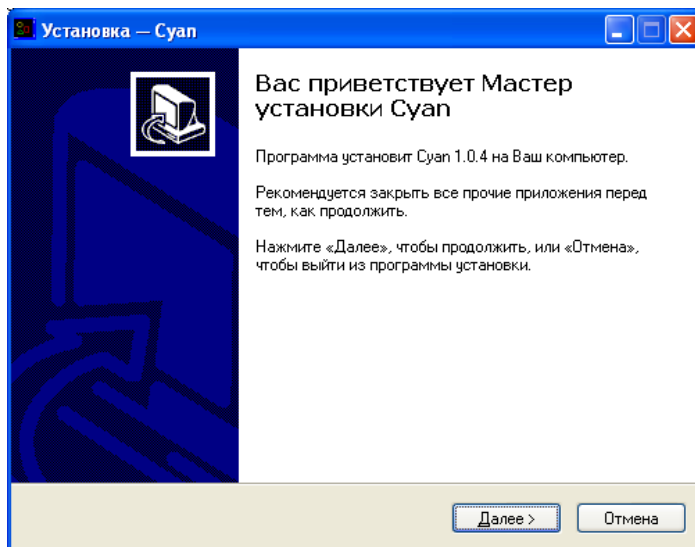 Установка — Cyan
Вас приветствует Мастер
установки Cyan
Программа установит Cyan 1.0.4 на Ваш компьютер.
Рекомендуется закрыть все прочие приложения перед
тем, как продолжить.
Нажмите «Далее», чтобы продолжить, или «Отмена»,
чтобы выйти из программы установки.
Далее >
Отмена